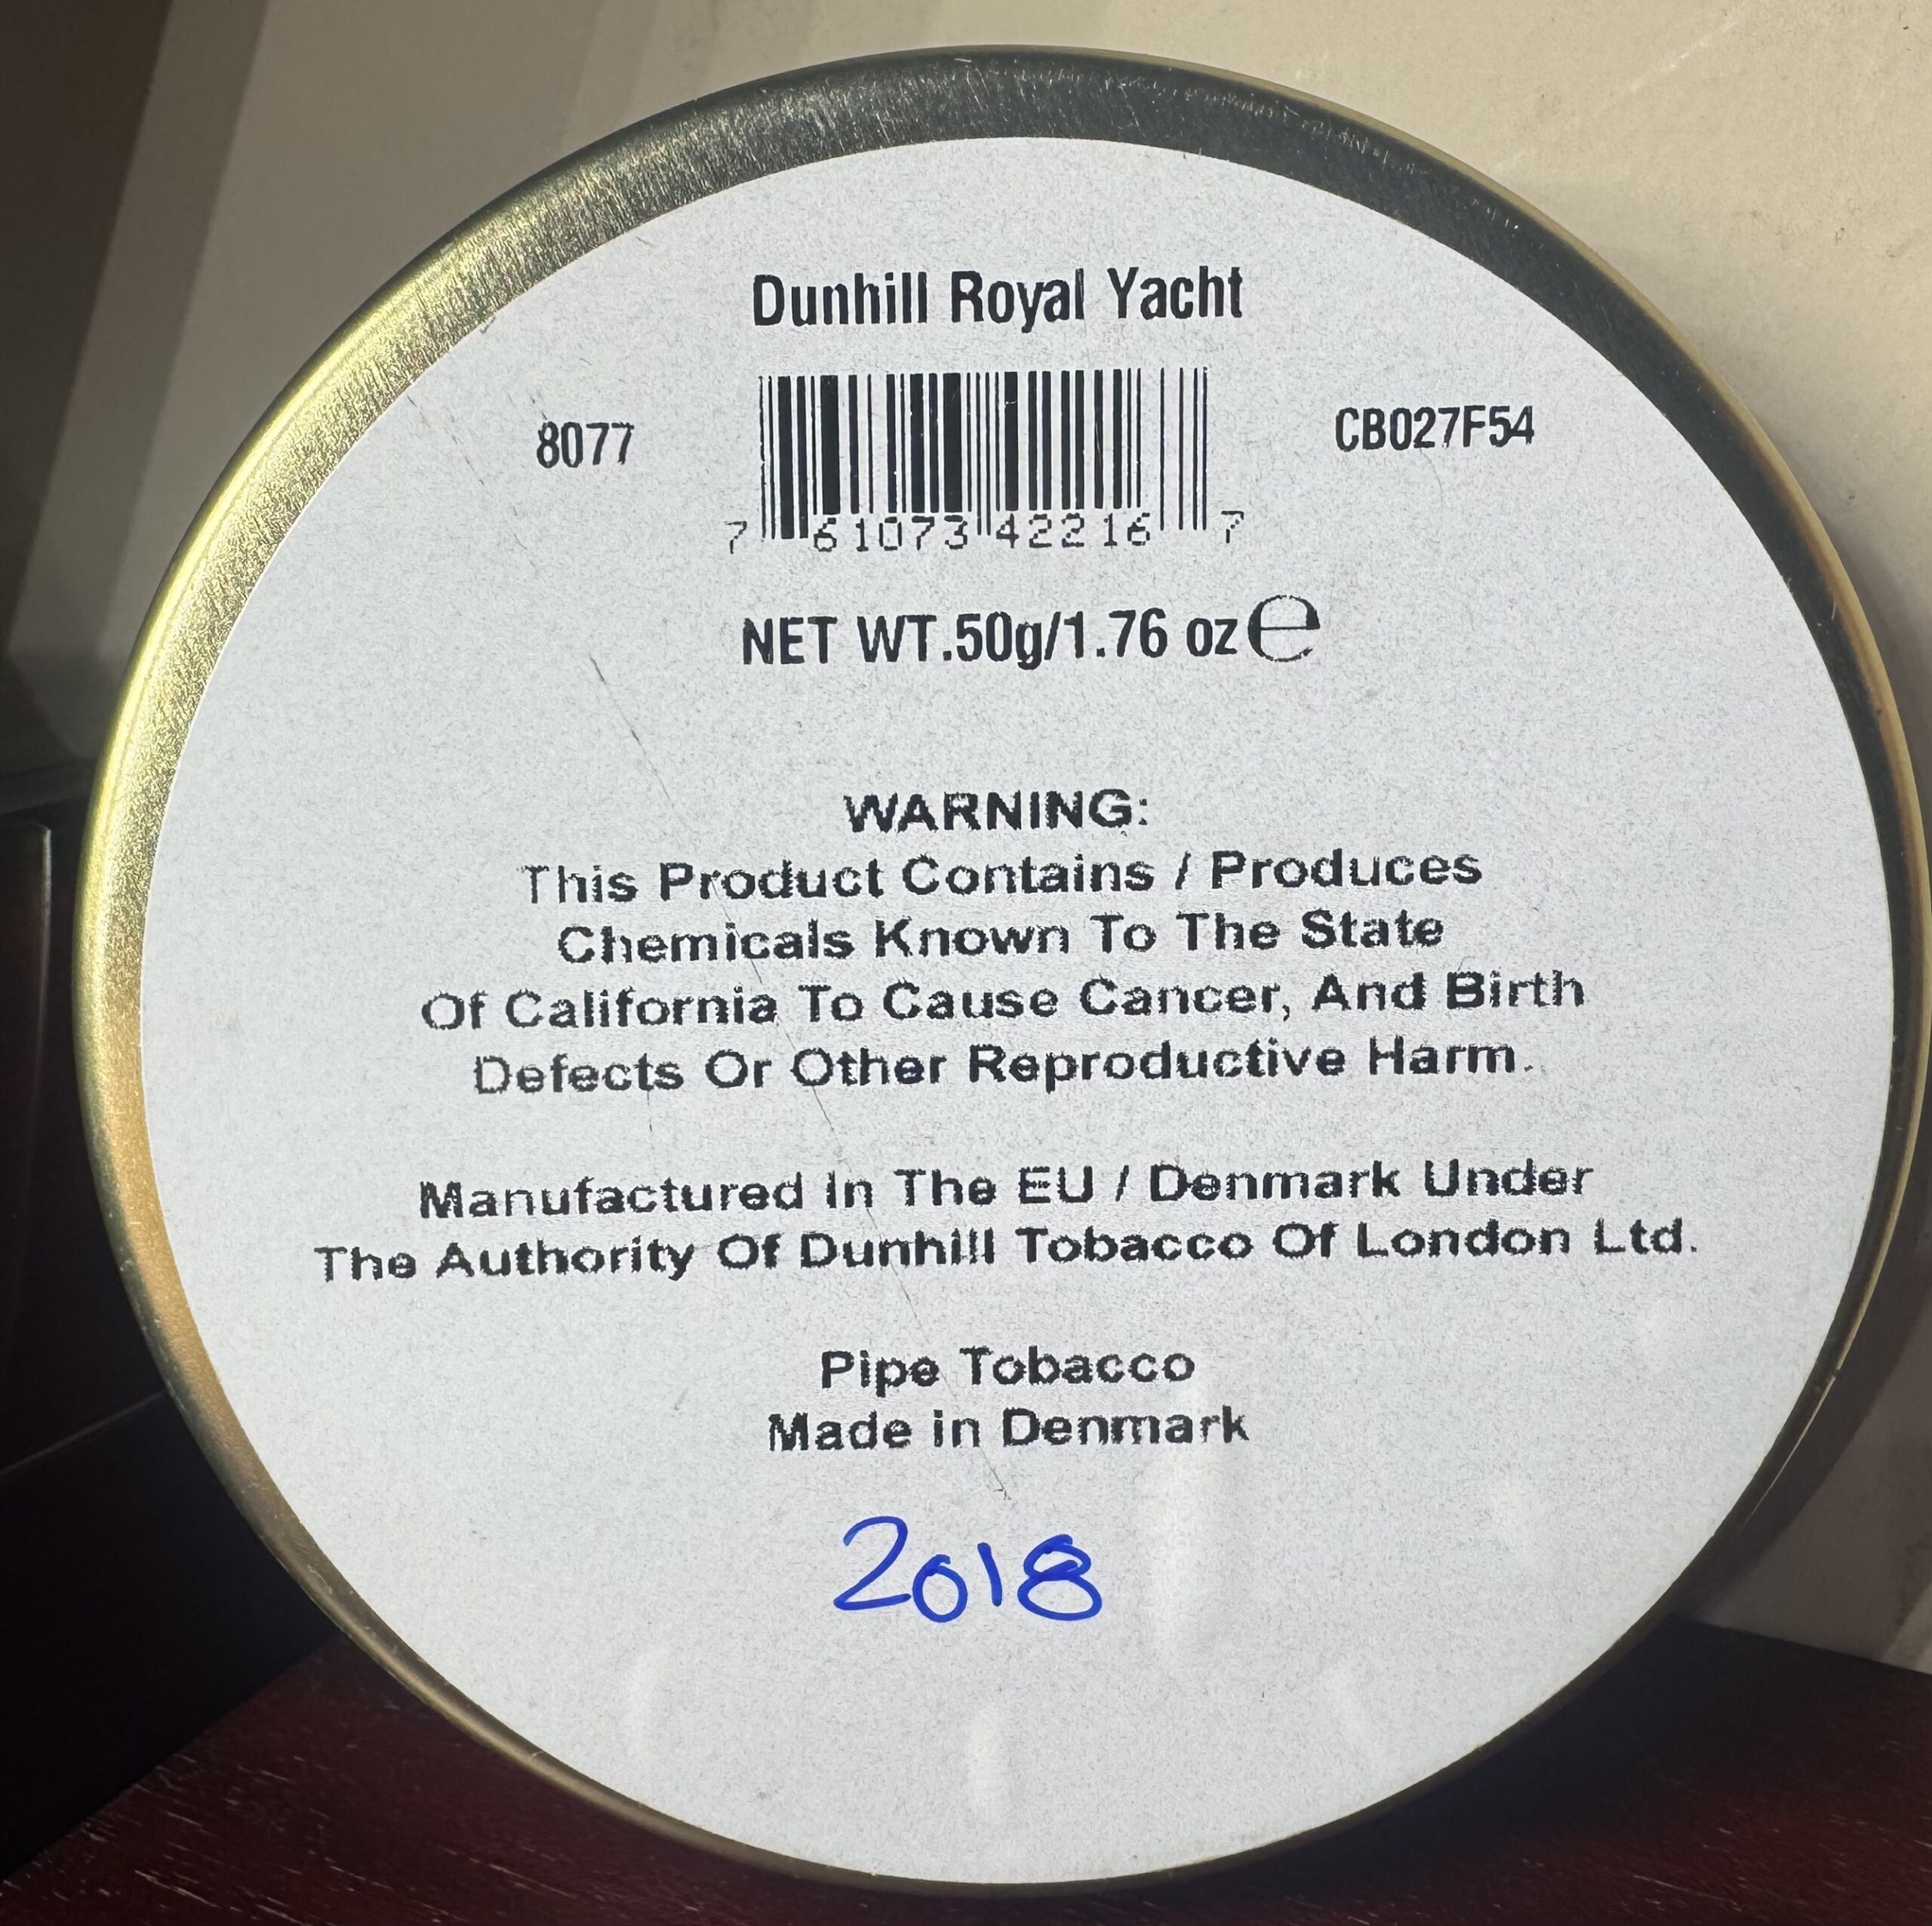 Dunhill Royal Yacht
8077
CB027F54
7 61073 42216 7
NET WT.50g/1.76 oz ℮
WARNING:
This Product Contains / Produces
Chemicals Known To The State
Of California To Cause Cancer, And Birth
Defects Or Other Reproductive Harm.
Manufactured In The EU / Denmark Under
The Authority Of Dunhill Tobacco Of London Ltd.
Pipe Tobacco
Made in Denmark
2018